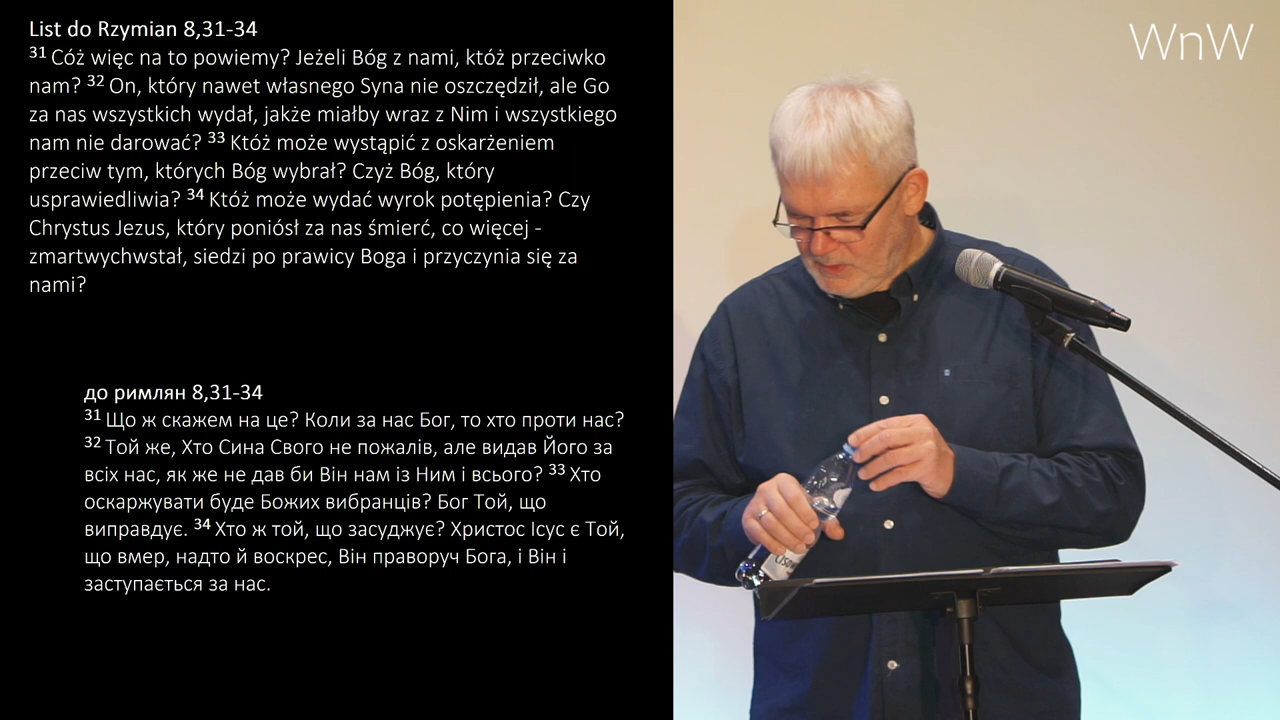 List do Rzymian 8,31-34
31 Cóż więc na to powiemy? Jeżeli Bóg z nami, któż przeciwko
nam? 32 On, który nawet własnego Syna nie oszczędził, ale Go
za nas wszystkich wydał, jakże miałby wraz z Nim i wszystkiego
nam nie darować? 33 Któż może wystąpić z oskarżeniem
przeciw tym, których Bóg wybrał? Czyż Bóg, który
usprawiedliwia? 34 Któż może wydać wyrok potępienia? Czy
Chrystus Jezus, który poniósł za nas śmierć, co więcej -
zmartwychwstał, siedzi po prawicy Boga i przyczynia się za
nami?
до римлян 8,31-34
31 Що ж скажем на це? Коли за нас Бог, то хто проти нас?
32 Той же, Хто Сина Свого не пожалів, але видав Його за
всіх нас, як же не дав би Він нам із Ним і всього? 33 Хто
оскаржувати буде Божих вибранців? Бог Той, що
виправдує. 34 Хто ж той, що засуджує? Христос Ісус є Той,
що вмер, надто й воскрес, Він праворуч Бога, і Він і
заступається за нас.
WnW